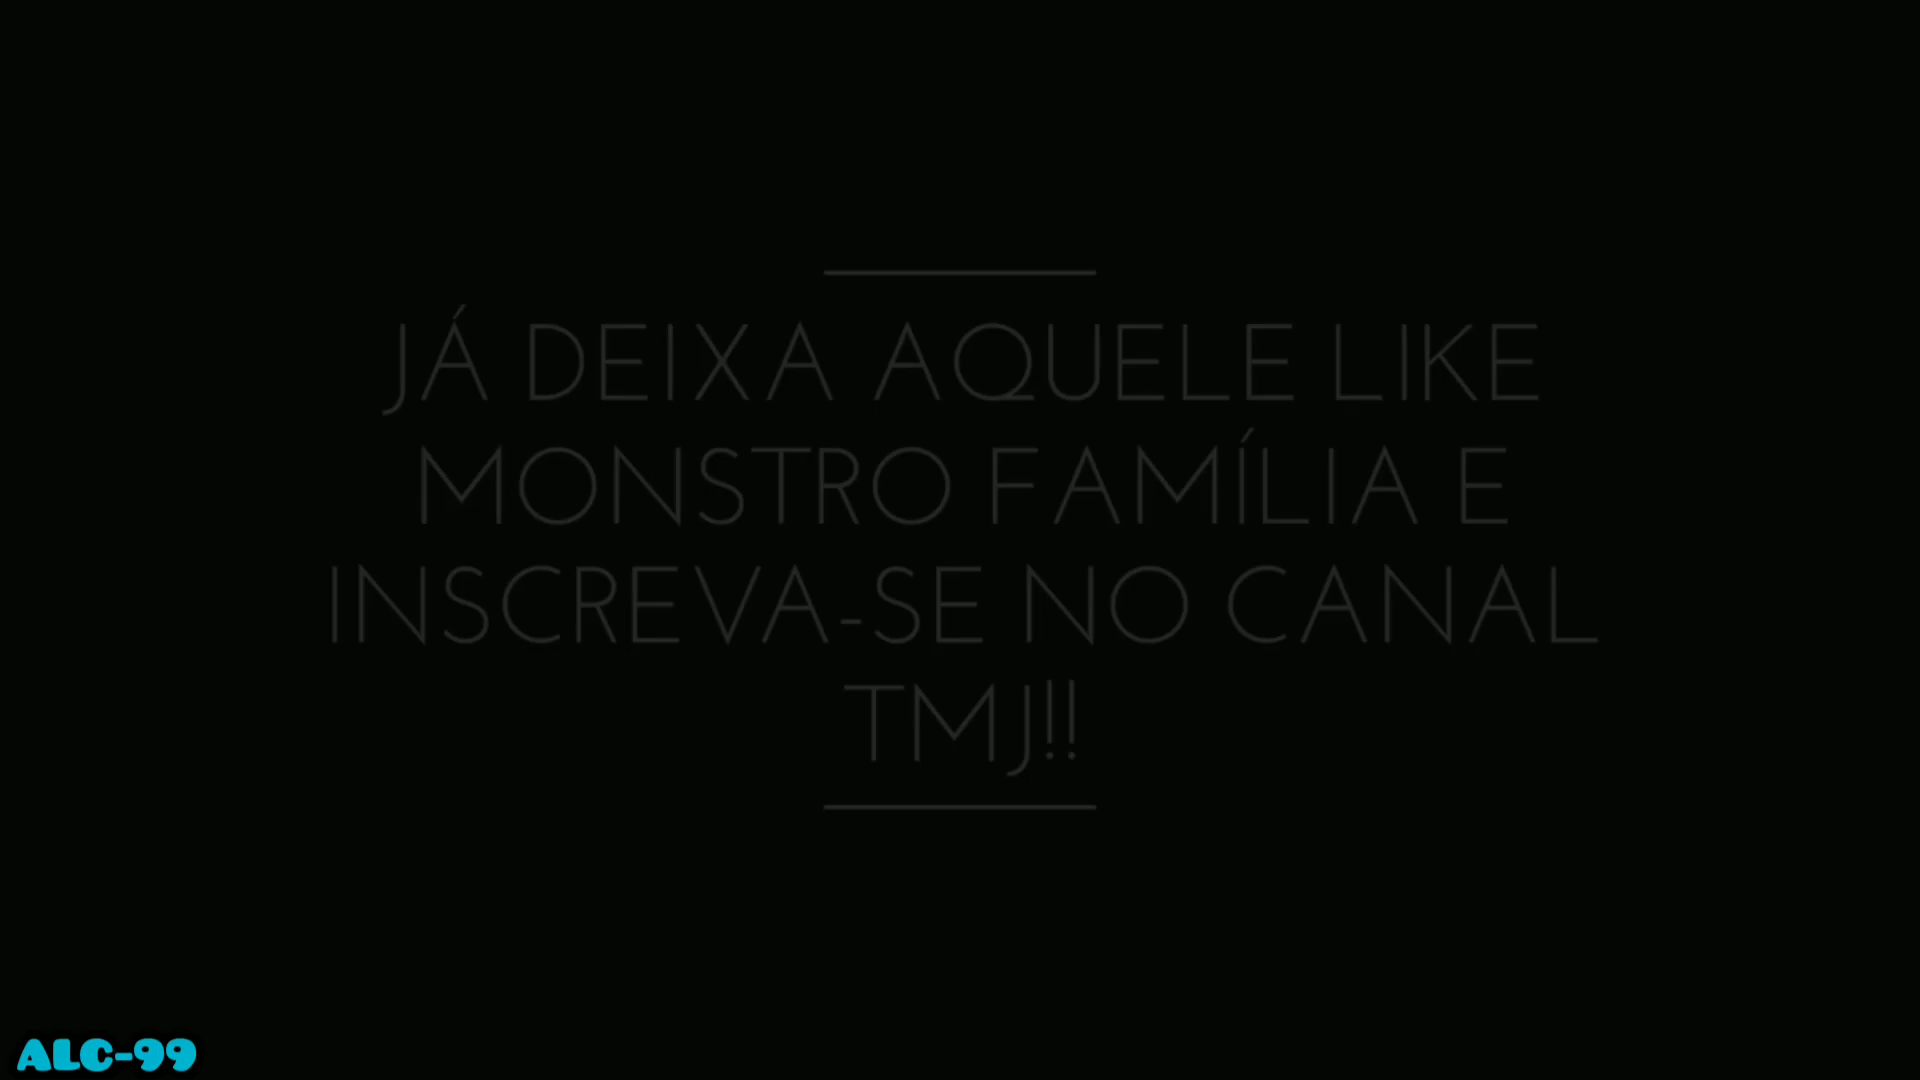 JÁ DEIXA AQUELE LIKE
MONSTRO FAMÍLIA E
INSCREVA-SE NO CANAL
TMJ!!
ALC-99